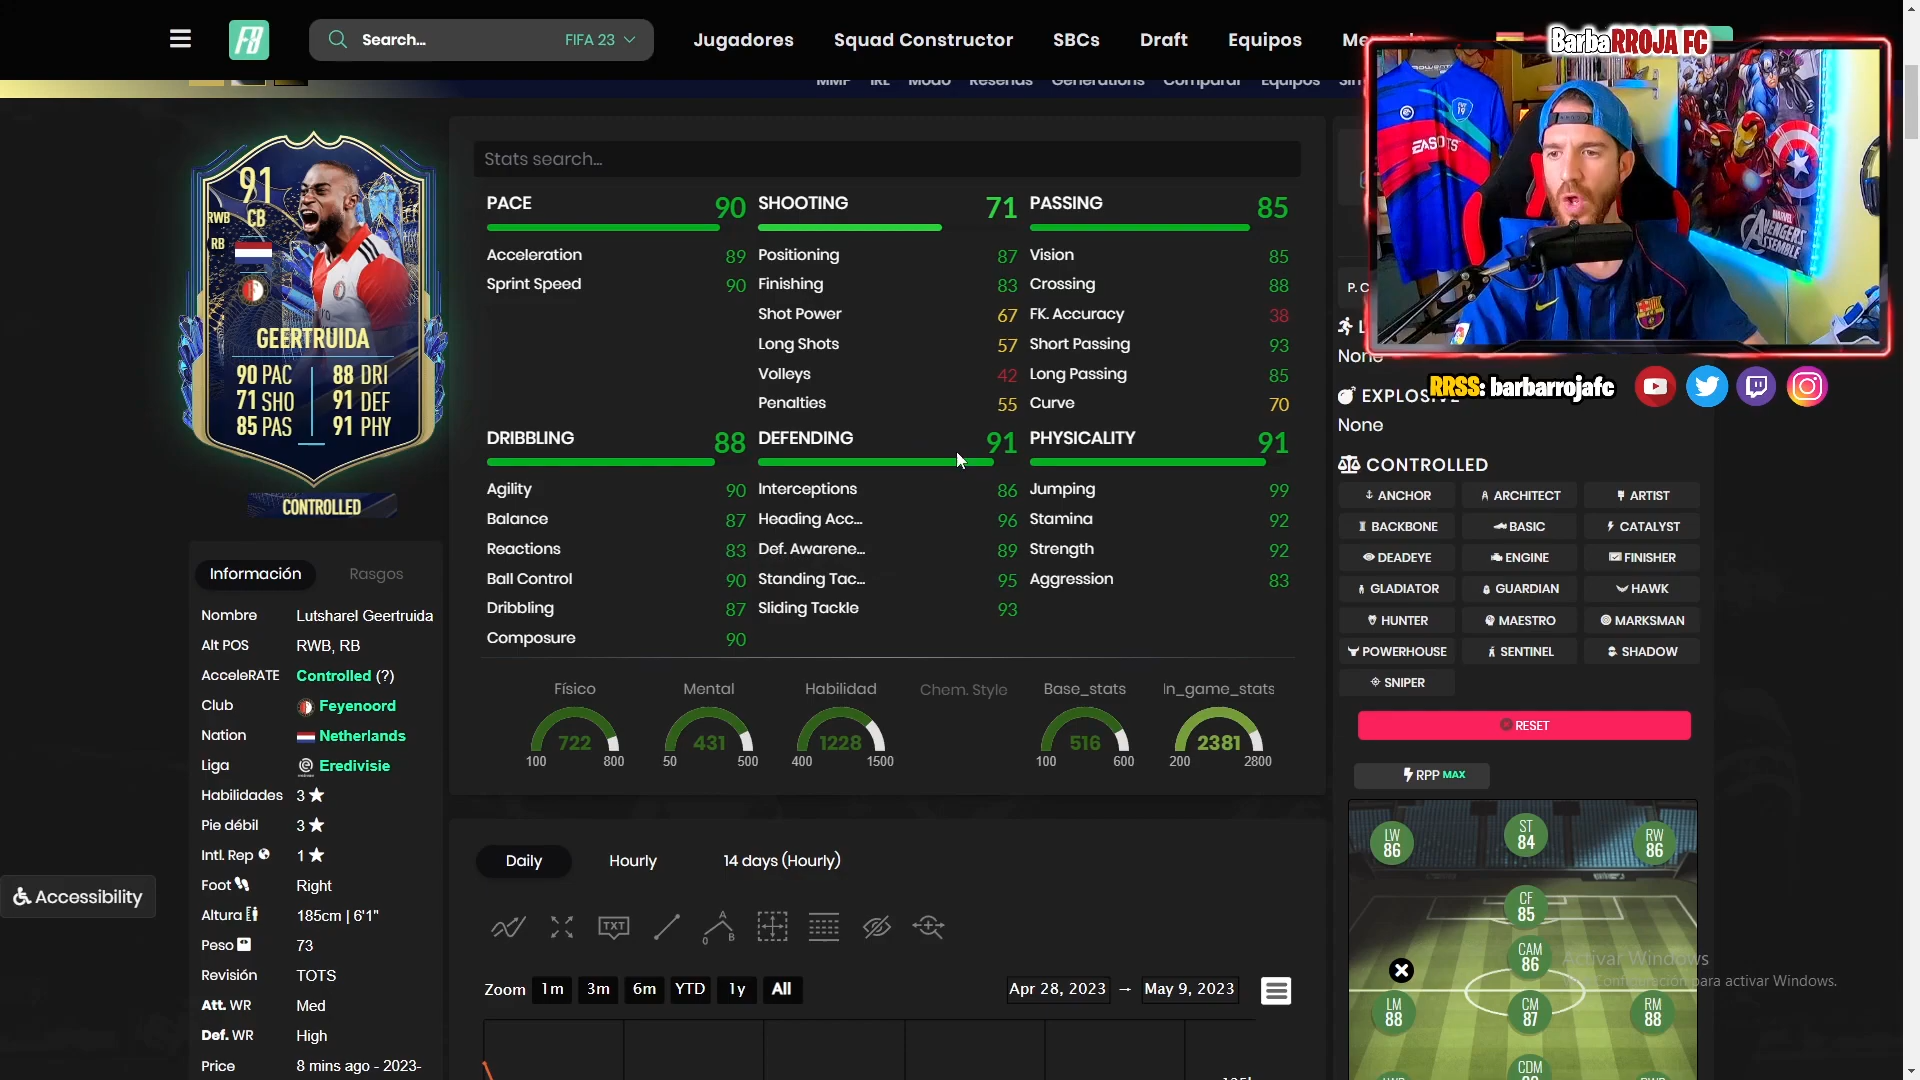 FB Search... FIFA 23 Jugadores Squad Constructor SBCs Draft Equipos
BarbaRROJA FC
91
RWB CB
RB
GEERTRUIDA
90 PAC 88 DRI
71 SHO 91 DEF
85 PAS 91 PHY
CONTROLLED
Información Rasgos
Nombre Lutsharel Geertruida
Alt POS RWB, RB
AcceleRATE Controlled (?)
Club Feyenoord
Nation Netherlands
Liga Eredivisie
Habilidades 3
Pie débil 3
Intl. Rep 1
Foot Right
Altura 185cm | 6'1"
Peso 73
Revisión TOTS
Att. WR Med
Def. WR High
Price 8 mins ago - 2023-
Accessibility
Stats search...
PACE 90 SHOOTING 71 PASSING 85
Acceleration 89 Positioning 87 Vision 85
Sprint Speed 90 Finishing 83 Crossing 88
Shot Power 67 FK. Accuracy 38
Long Shots 57 Short Passing 93
Volleys 42 Long Passing 85
Penalties 55 Curve 70
DRIBBLING 88 DEFENDING 91 PHYSICALITY 91
Agility 90 Interceptions 86 Jumping 99
Balance 87 Heading Acc... 96 Stamina 92
Reactions 83 Def. Awarene... 89 Strength 92
Ball Control 90 Standing Tac... 95 Aggression 83
Dribbling 87 Sliding Tackle 93
Composure 90
Físico Mental Habilidad Chem. Style Base_stats In_game_stats
722 431 1228 516 2381
100 800 50 500 400 1500 100 600 200 2800
Daily Hourly 14 days (Hourly)
TXT
Zoom 1m 3m 6m YTD 1y All Apr 28, 2023 → May 9, 2023
EA SPORTS
MARVEL
AVENGERS
ASSEMBLE
P. C
L
None
RRSS: barbarrojafc
None
CONTROLLED
ANCHOR ARCHITECT ARTIST
BACKBONE BASIC CATALYST
DEADEYE ENGINE FINISHER
GLADIATOR GUARDIAN HAWK
HUNTER MAESTRO MARKSMAN
POWERHOUSE SENTINEL SHADOW
SNIPER
RESET
RPP MAX
LW 86 ST 84 RW 86
CF 85
CAM 86
LM 88 CM 87 RM 88
CDM
Activar Windows
para activar Windows.